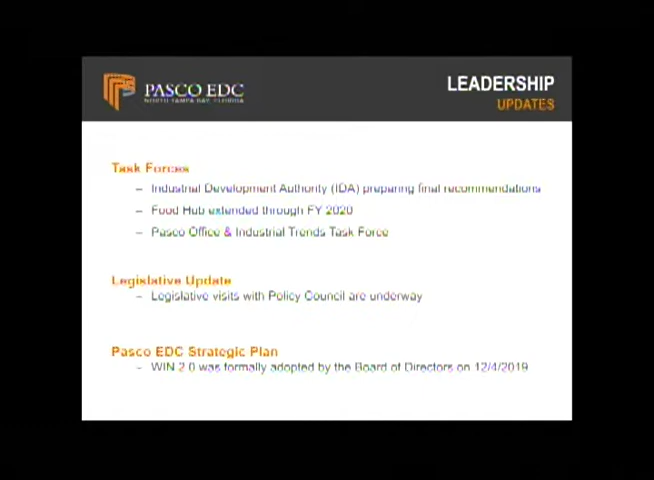 PASCO EDC
NORTH TAMPA BAY, FLORIDA
LEADERSHIP
UPDATES
Task Forces
– Industrial Development Authority (IDA) preparing final recommendations
– Food Hub extended through FY 2020
– Pasco Office & Industrial Trends Task Force
Legislative Update
– Legislative visits with Policy Council are underway
Pasco EDC Strategic Plan
– WIN 2.0 was formally adopted by the Board of Directors on 12/4/2019